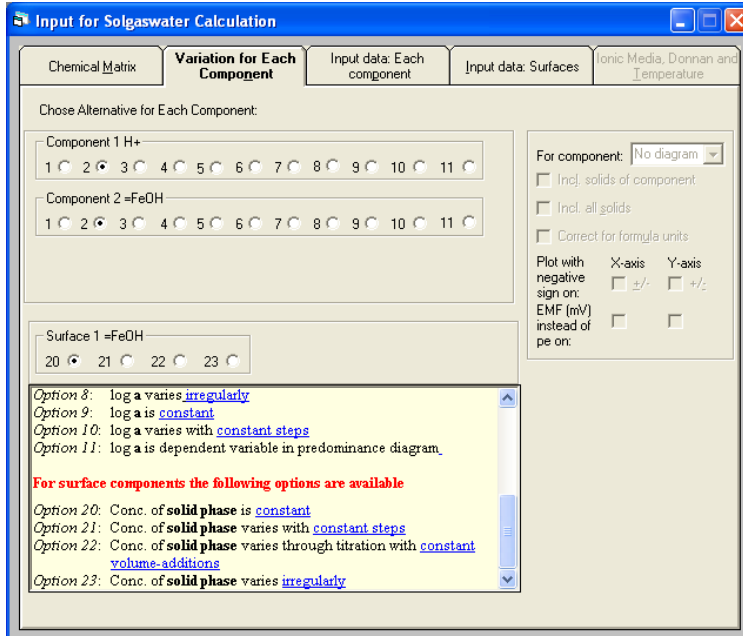 Input for Solgaswater Calculation
Chemical Matrix
Variation for Each
Component
Input data: Each
component
Input data: Surfaces
Ionic Media, Donnan and
Temperature
Chose Alternative for Each Component:
Component 1 H+
1 2 3 4 5 6 7 8 9 10 11
Component 2 =FeOH
1 2 3 4 5 6 7 8 9 10 11
For component: No diagram
Incl. solids of component
Incl. all solids
Correct for formula units
Plot with
negative
sign on:
X-axis Y-axis
+/- +/-
EMF (mV)
instead of
pe on:
Surface 1 =FeOH
20 21 22 23
Option 8: log a varies irregularly
Option 9: log a is constant
Option 10: log a varies with constant steps
Option 11: log a is dependent variable in predominance diagram
For surface components the following options are available
Option 20: Conc. of solid phase is constant
Option 21: Conc. of solid phase varies with constant steps
Option 22: Conc. of solid phase varies through titration with constant
volume-additions
Option 23: Conc. of solid phase varies irregularly